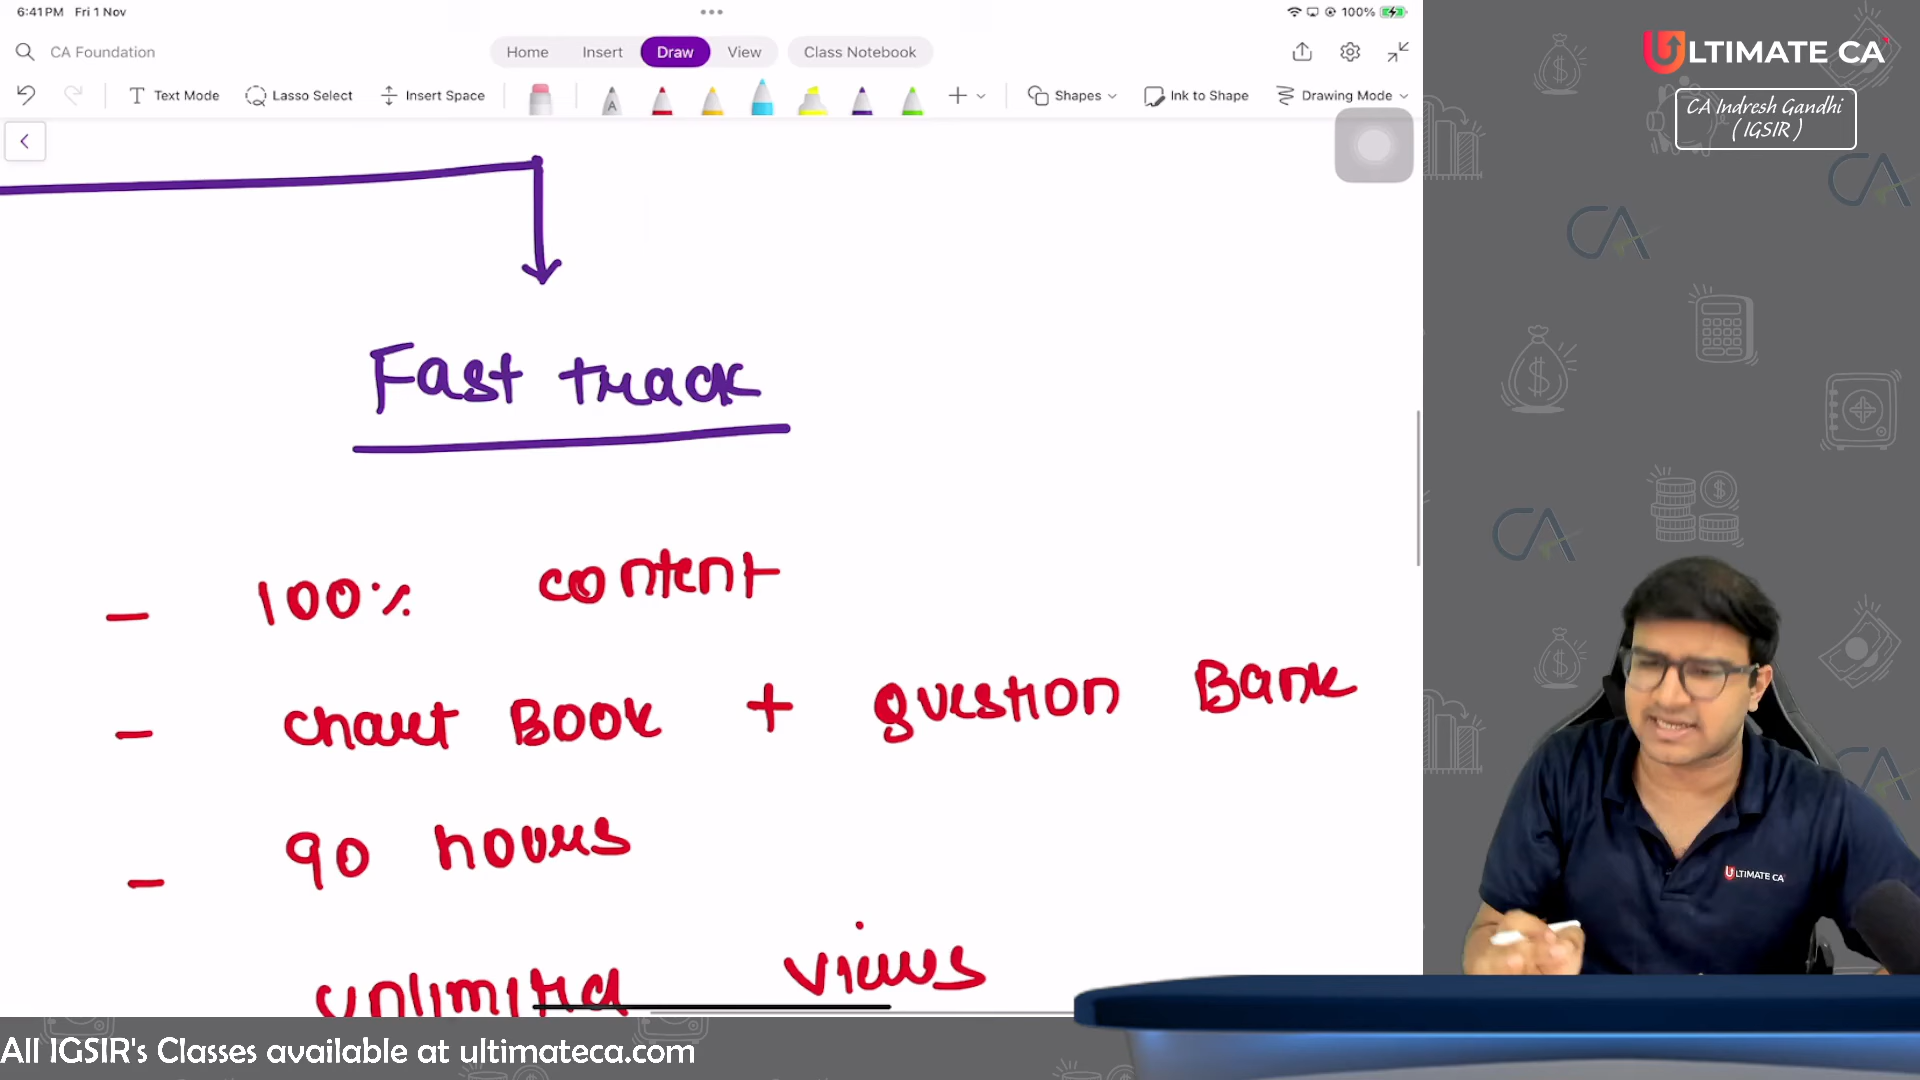 6:41 PM Fri 1 Nov
100%
CA Foundation
Home Insert Draw View Class Notebook
Text Mode Lasso Select Insert Space Shapes Ink to Shape Drawing Mode
ULTIMATE CA
CA Indresh Gandhi
( IGSIR )
Fast track
- 100% content
- chart Book + question Bank
- 90 hours
unlimited views
ULTIMATE CA
All IGSIR's Classes available at ultimateca.com